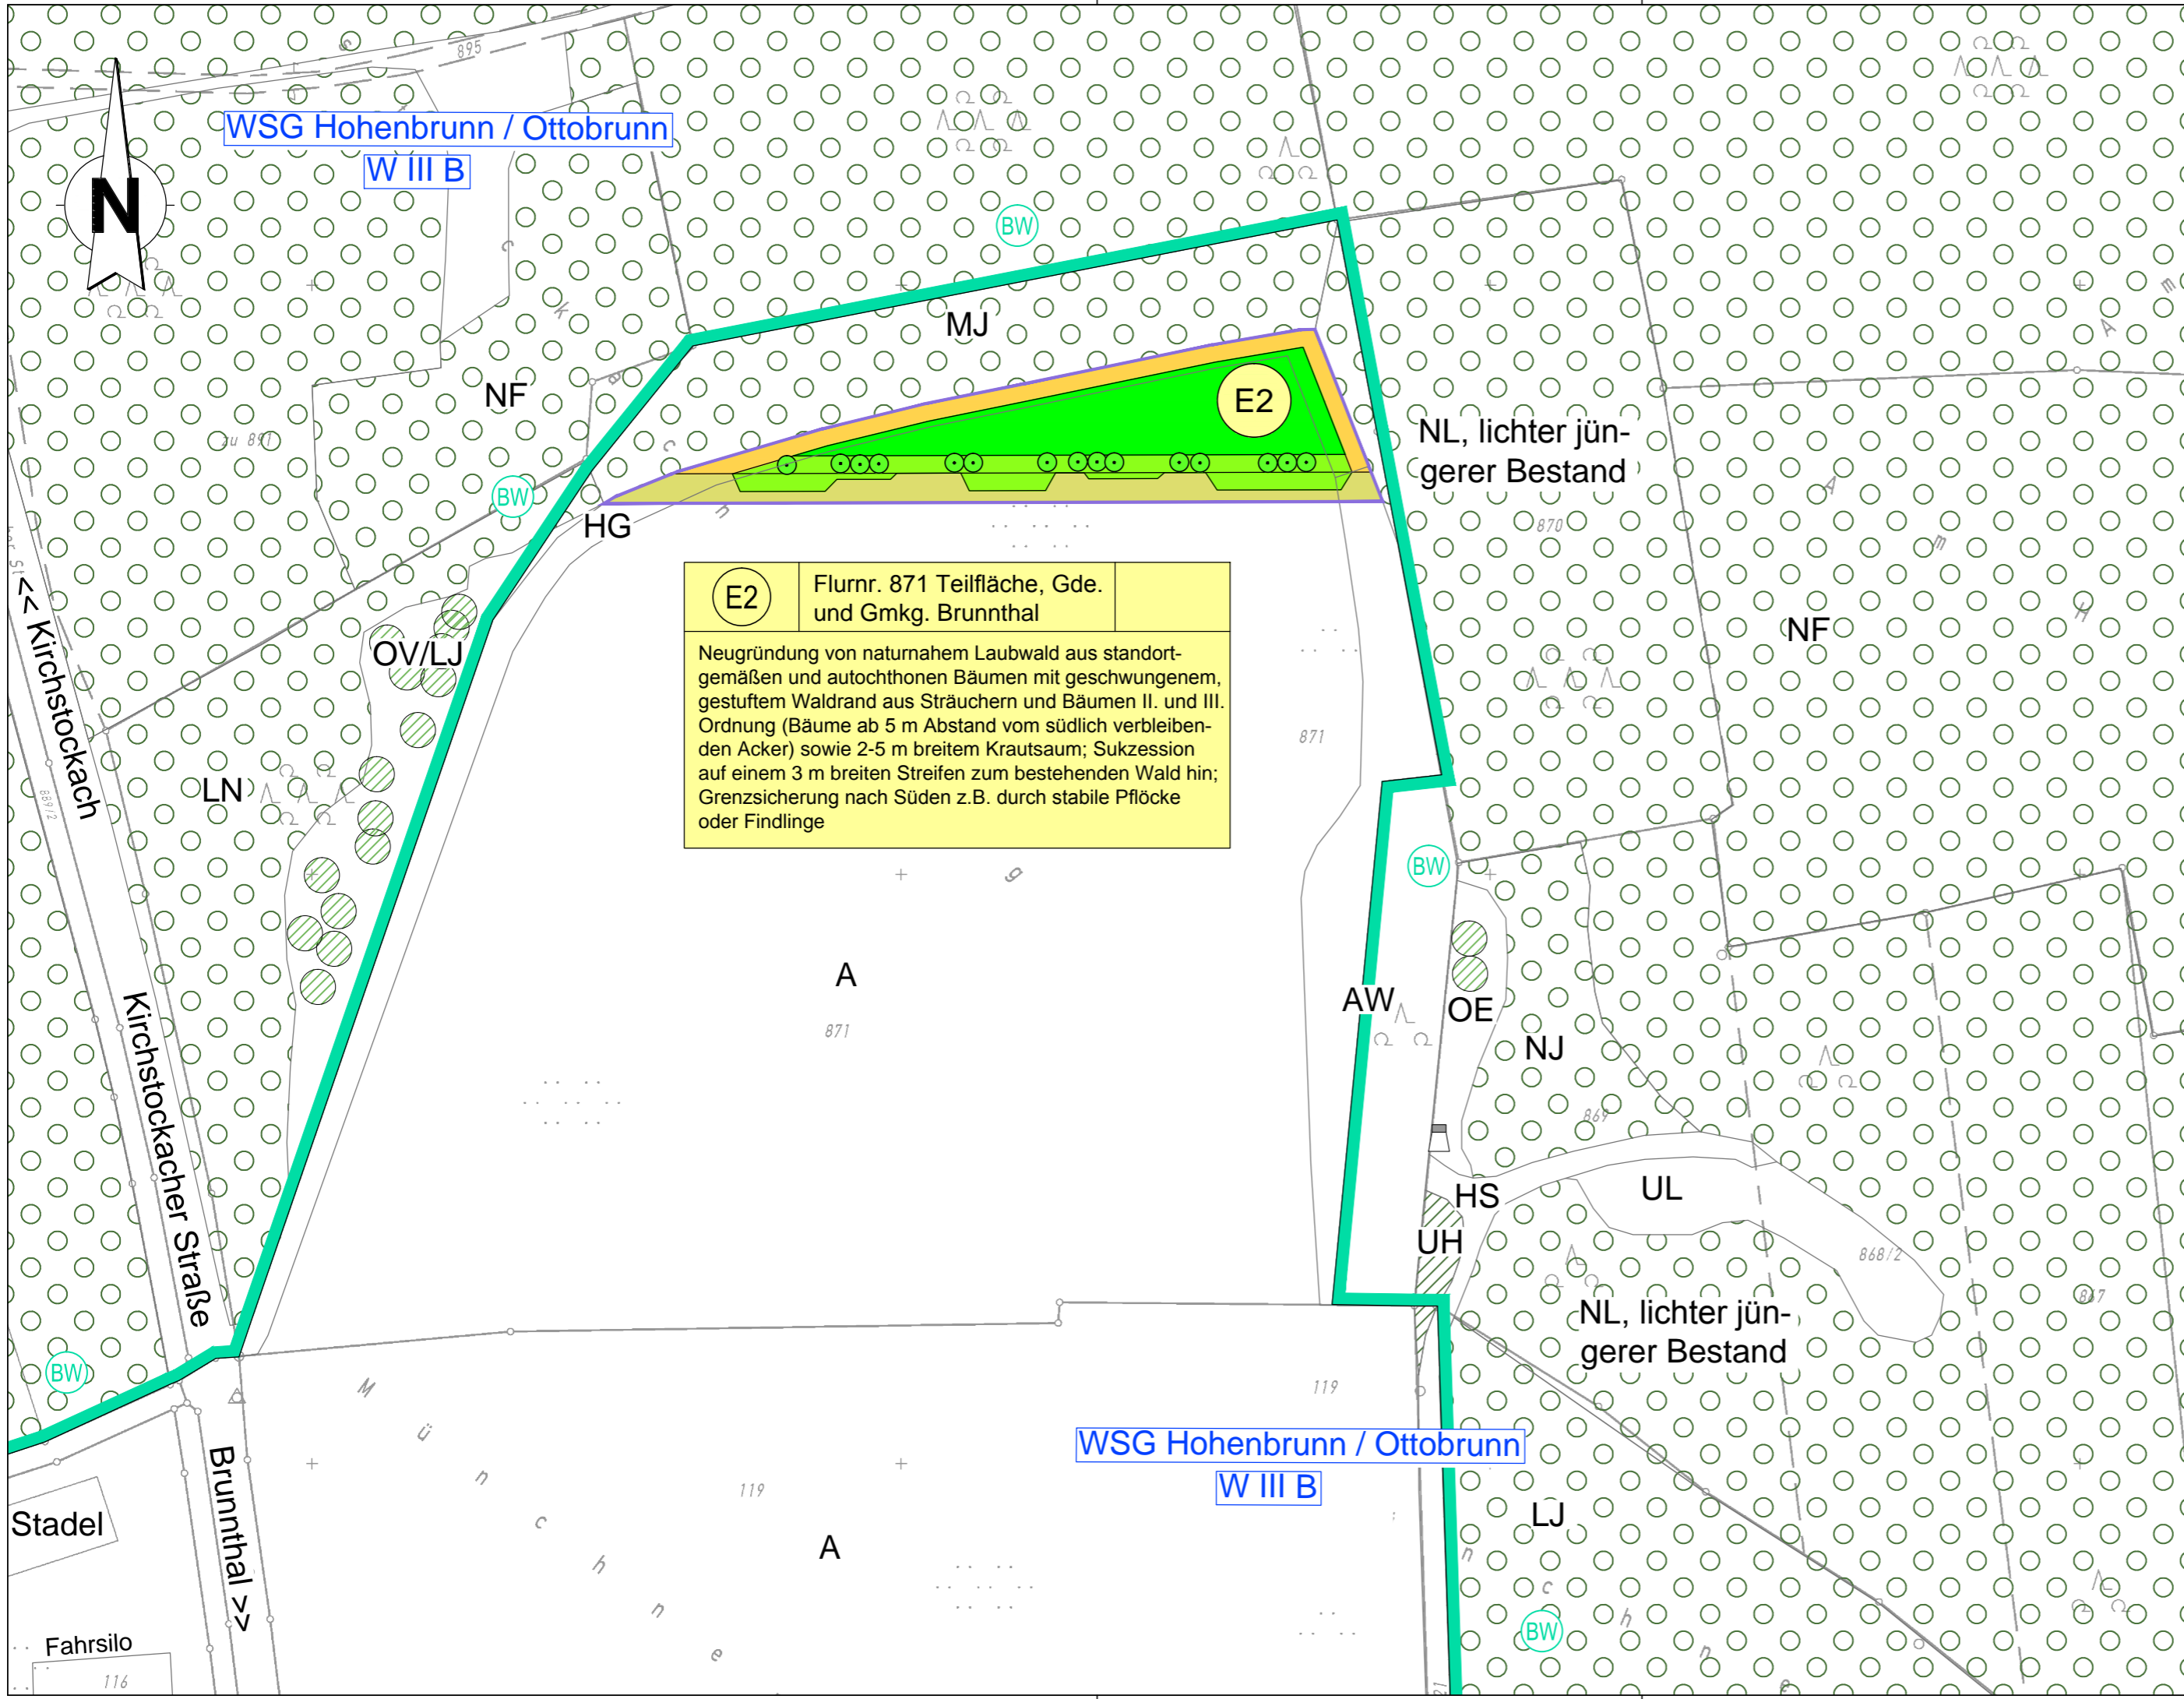 895
WSG Hohenbrunn / Ottobrunn
W III B
N
BW
MJ
NF
zu 891
E2
NL, lichter jün-
gerer Bestand
870
BW
HG
E2
Flurnr. 871 Teilfläche, Gde.
und Gmkg. Brunnthal
Neugründung von naturnahem Laubwald aus standort-
gemäßen und autochthonen Bäumen mit geschwungenem,
gestuftem Waldrand aus Sträuchern und Bäumen II. und III.
Ordnung (Bäume ab 5 m Abstand vom südlich verbleiben-
den Acker) sowie 2-5 m breitem Krautsaum; Sukzession
auf einem 3 m breiten Streifen zum bestehenden Wald hin;
Grenzsicherung nach Süden z.B. durch stabile Pflöcke
oder Findlinge
<< Kirchstockach
OV/LJ
NF
871
LN
889/2
BW
A
871
AW
OE
NJ
869
Kirchstockacher Straße
HS
UL
UH
868/2
867
NL, lichter jün-
gerer Bestand
BW
119
WSG Hohenbrunn / Ottobrunn
W III B
119
Brunnthal >>
Stadel
A
LJ
BW
Fahrsilo
116
M ü n c h n e